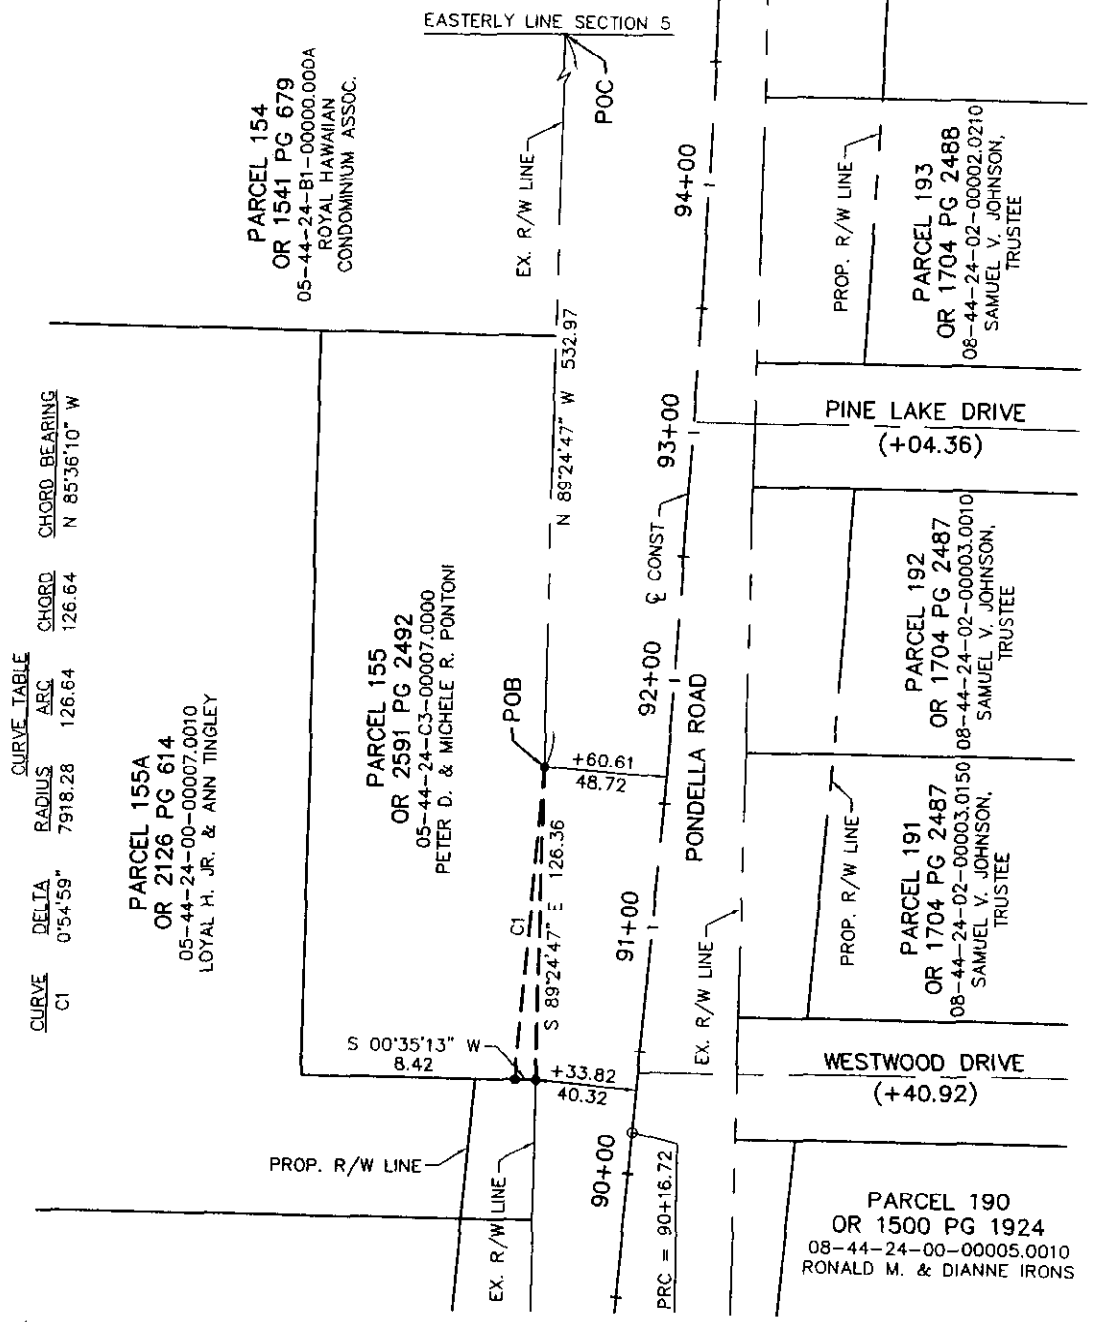 EASTERLY LINE SECTION 5
POC
PARCEL 154
OR 1541 PG 679
05-44-24-B1-00000.000A
ROYAL HAWAIIAN
CONDOMINIUM ASSOC.
EX. R/W LINE
94+00
PROP. R/W LINE
PARCEL 193
OR 1704 PG 2488
08-44-24-02-00002.0210
SAMUEL V. JOHNSON,
TRUSTEE
CURVE TABLE
CURVE DELTA RADIUS ARC CHORD CHORD BEARING
C1 0°54'59" 7918.28 126.64 126.64 N 85°36'10" W
N 89°24'47" W 532.97
93+00
PINE LAKE DRIVE
(+04.36)
℄ CONST
PARCEL 155A
OR 2126 PG 614
05-44-24-00-00007.0010
LOYAL H. JR. & ANN TINGLEY
PARCEL 155
OR 2591 PG 2492
05-44-24-C3-00007.0000
PETER D. & MICHELE R. PONTONI
POB
92+00
PONDELLA ROAD
PARCEL 192
OR 1704 PG 2487
08-44-24-02-00003.0010
SAMUEL V. JOHNSON,
TRUSTEE
+60.61
48.72
C1
S 89°24'47" E 126.36
91+00
EX. R/W LINE
PROP. R/W LINE
PARCEL 191
OR 1704 PG 2487
08-44-24-02-00003.0150
SAMUEL V. JOHNSON,
TRUSTEE
S 00°35'13" W
8.42
+33.82
40.32
WESTWOOD DRIVE
(+40.92)
PROP. R/W LINE
EX. R/W LINE
90+00
PRC = 90+16.72
PARCEL 190
OR 1500 PG 1924
08-44-24-00-00005.0010
RONALD M. & DIANNE IRONS